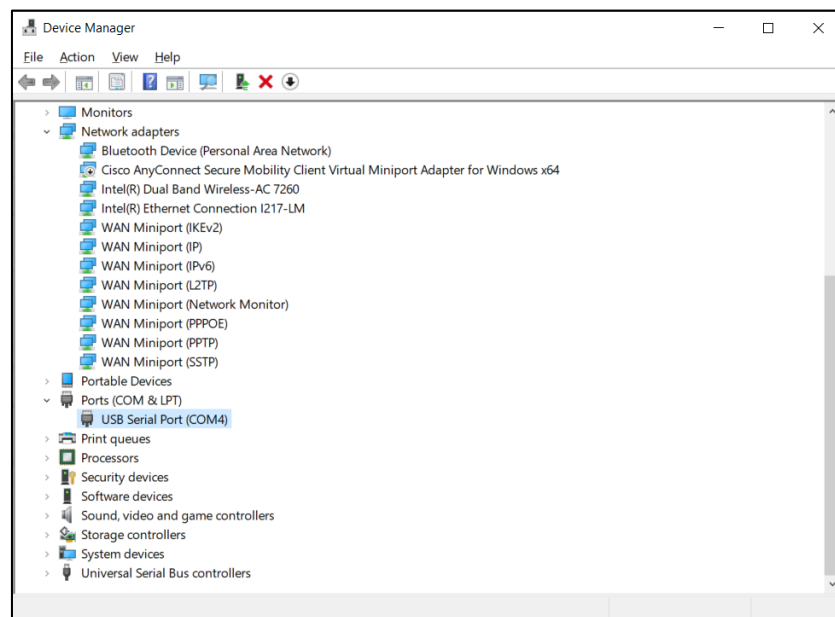 Device Manager
File Action View Help
Monitors
Network adapters
Bluetooth Device (Personal Area Network)
Cisco AnyConnect Secure Mobility Client Virtual Miniport Adapter for Windows x64
Intel(R) Dual Band Wireless-AC 7260
Intel(R) Ethernet Connection I217-LM
WAN Miniport (IKEv2)
WAN Miniport (IP)
WAN Miniport (IPv6)
WAN Miniport (L2TP)
WAN Miniport (Network Monitor)
WAN Miniport (PPPOE)
WAN Miniport (PPTP)
WAN Miniport (SSTP)
Portable Devices
Ports (COM & LPT)
USB Serial Port (COM4)
Print queues
Processors
Security devices
Software devices
Sound, video and game controllers
Storage controllers
System devices
Universal Serial Bus controllers